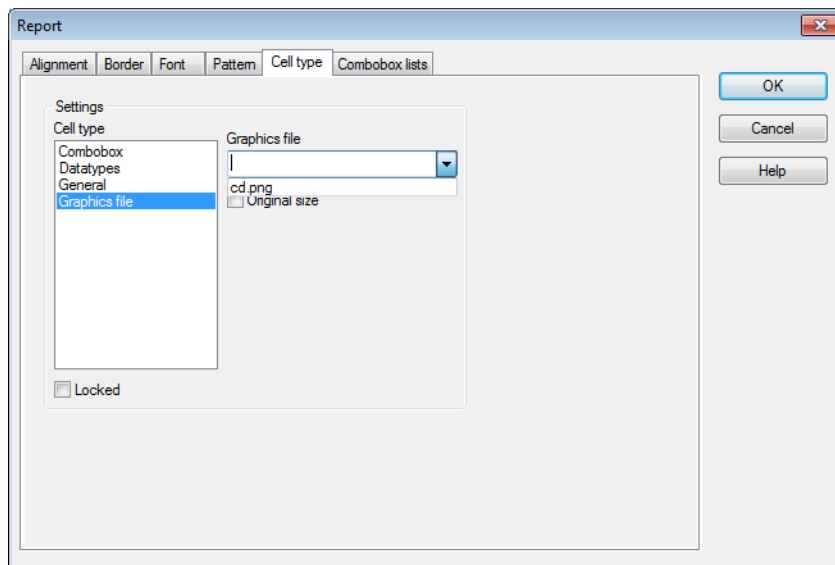 Report
Alignment Border Font Pattern Cell type Combobox lists
OK
Cancel
Help
Settings
Cell type
Combobox
Datatypes
General
Graphics file
Graphics file
cd.png
Original size
Locked